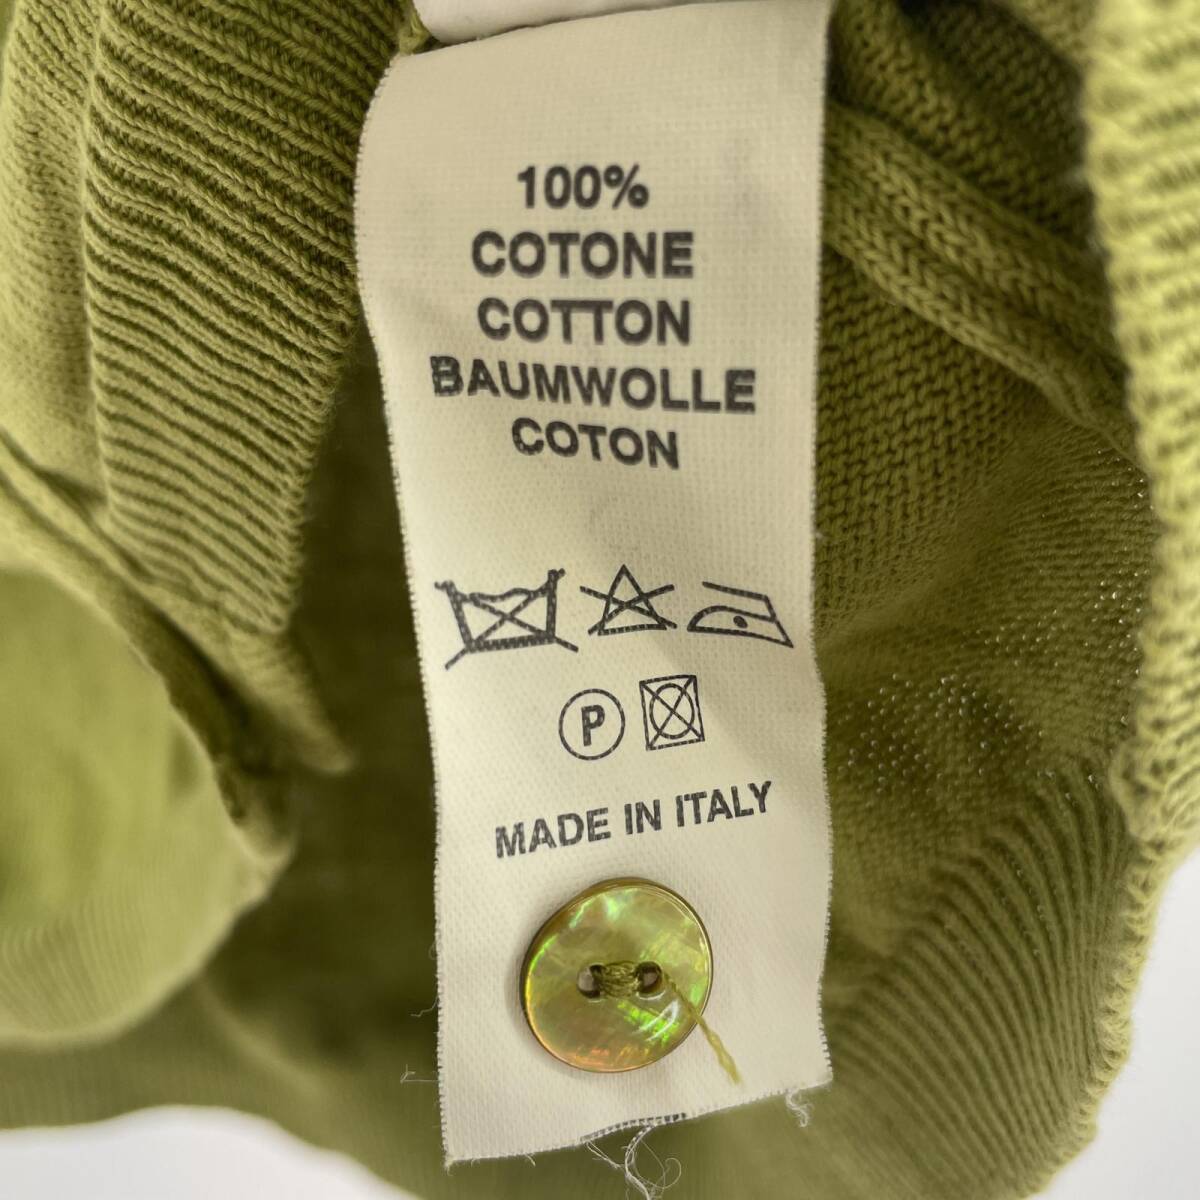 100%
COTONE
COTTON
BAUMWOLLE
COTON
P
MADE IN ITALY